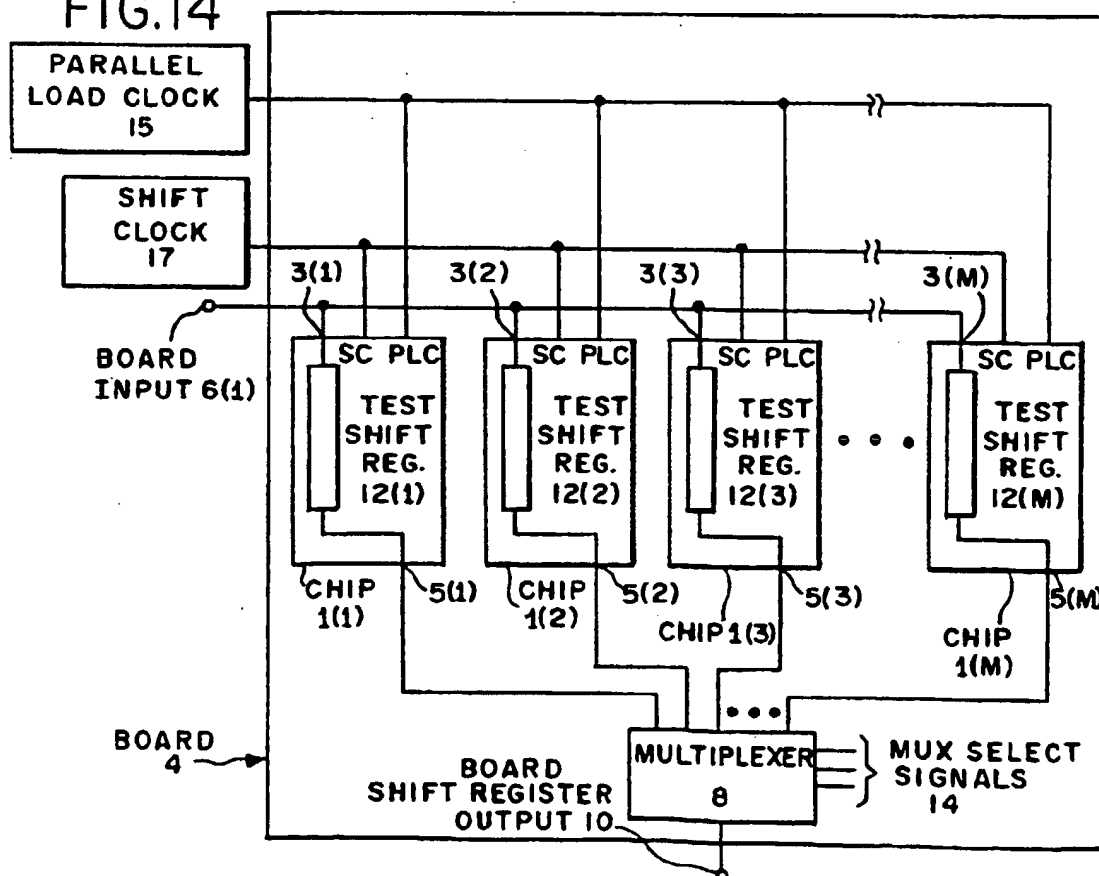 FIG.14
PARALLEL
LOAD CLOCK
15
SHIFT
CLOCK
17
3(1)
3(2)
3(3)
3(M)
BOARD
INPUT 6(1)
SC PLC
TEST
SHIFT
REG.
12(1)
SC PLC
TEST
SHIFT
REG.
12(2)
SC PLC
TEST
SHIFT
REG.
12(3)
SC PLC
TEST
SHIFT
REG.
12(M)
CHIP
1(1)
5(1)
CHIP
1(2)
5(2)
CHIP 1(3)
5(3)
CHIP
1(M)
5(M)
BOARD
4
MULTIPLEXER
8
MUX SELECT
SIGNALS
14
BOARD
SHIFT REGISTER
OUTPUT 10